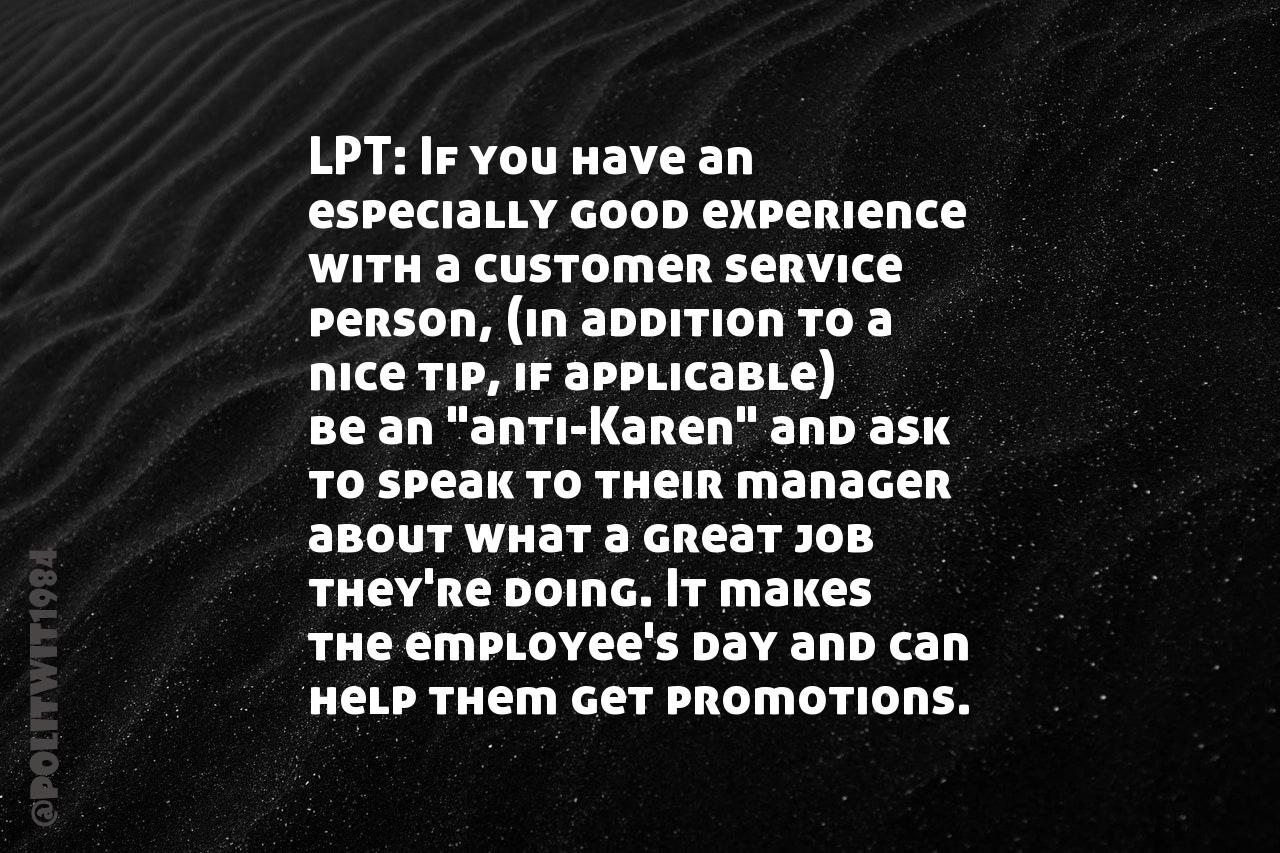 LPT: If you have an
especially good experience
with a customer service
person, (in addition to a
nice tip, if applicable)
be an "anti-Karen" and ask
to speak to their manager
about what a great job
they're doing. It makes
the employee's day and can
help them get promotions.
@politwit1984